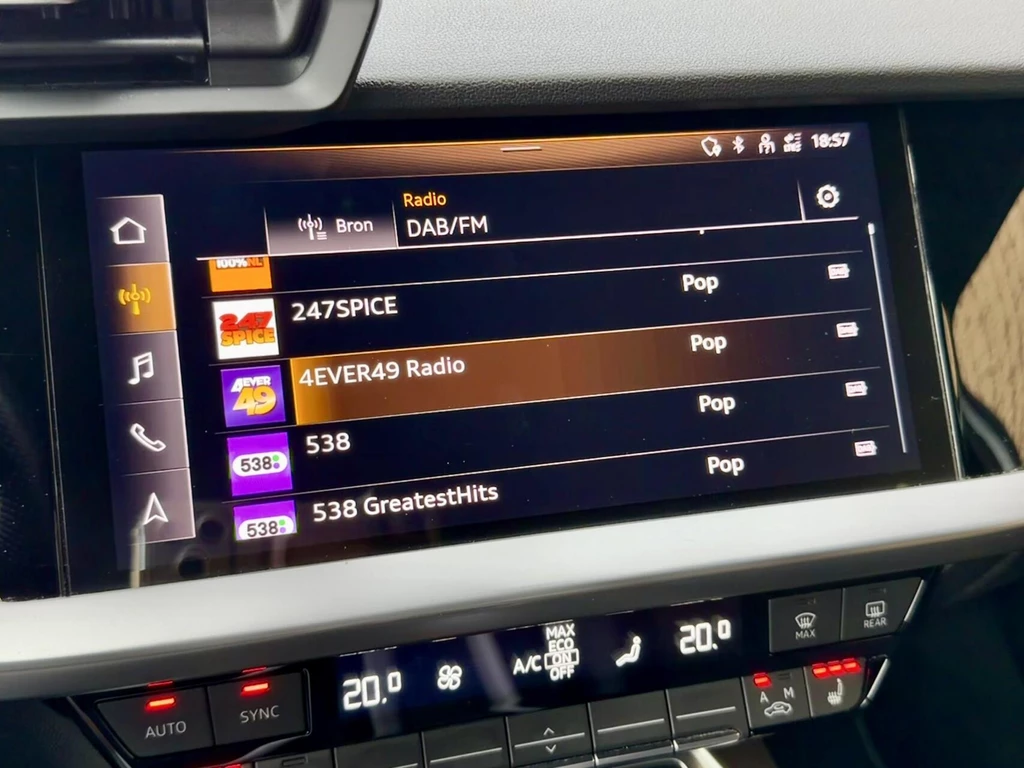 18:57
Radio
Bron
DAB/FM
100%NL
247 SPICE
247SPICE
Pop
4EVER 49
4EVER49 Radio
Pop
538
538
Pop
538
538 GreatestHits
Pop
MAX
REAR
20.0
A/C
MAX
ECO
ON
OFF
20.0
AUTO
SYNC
A M